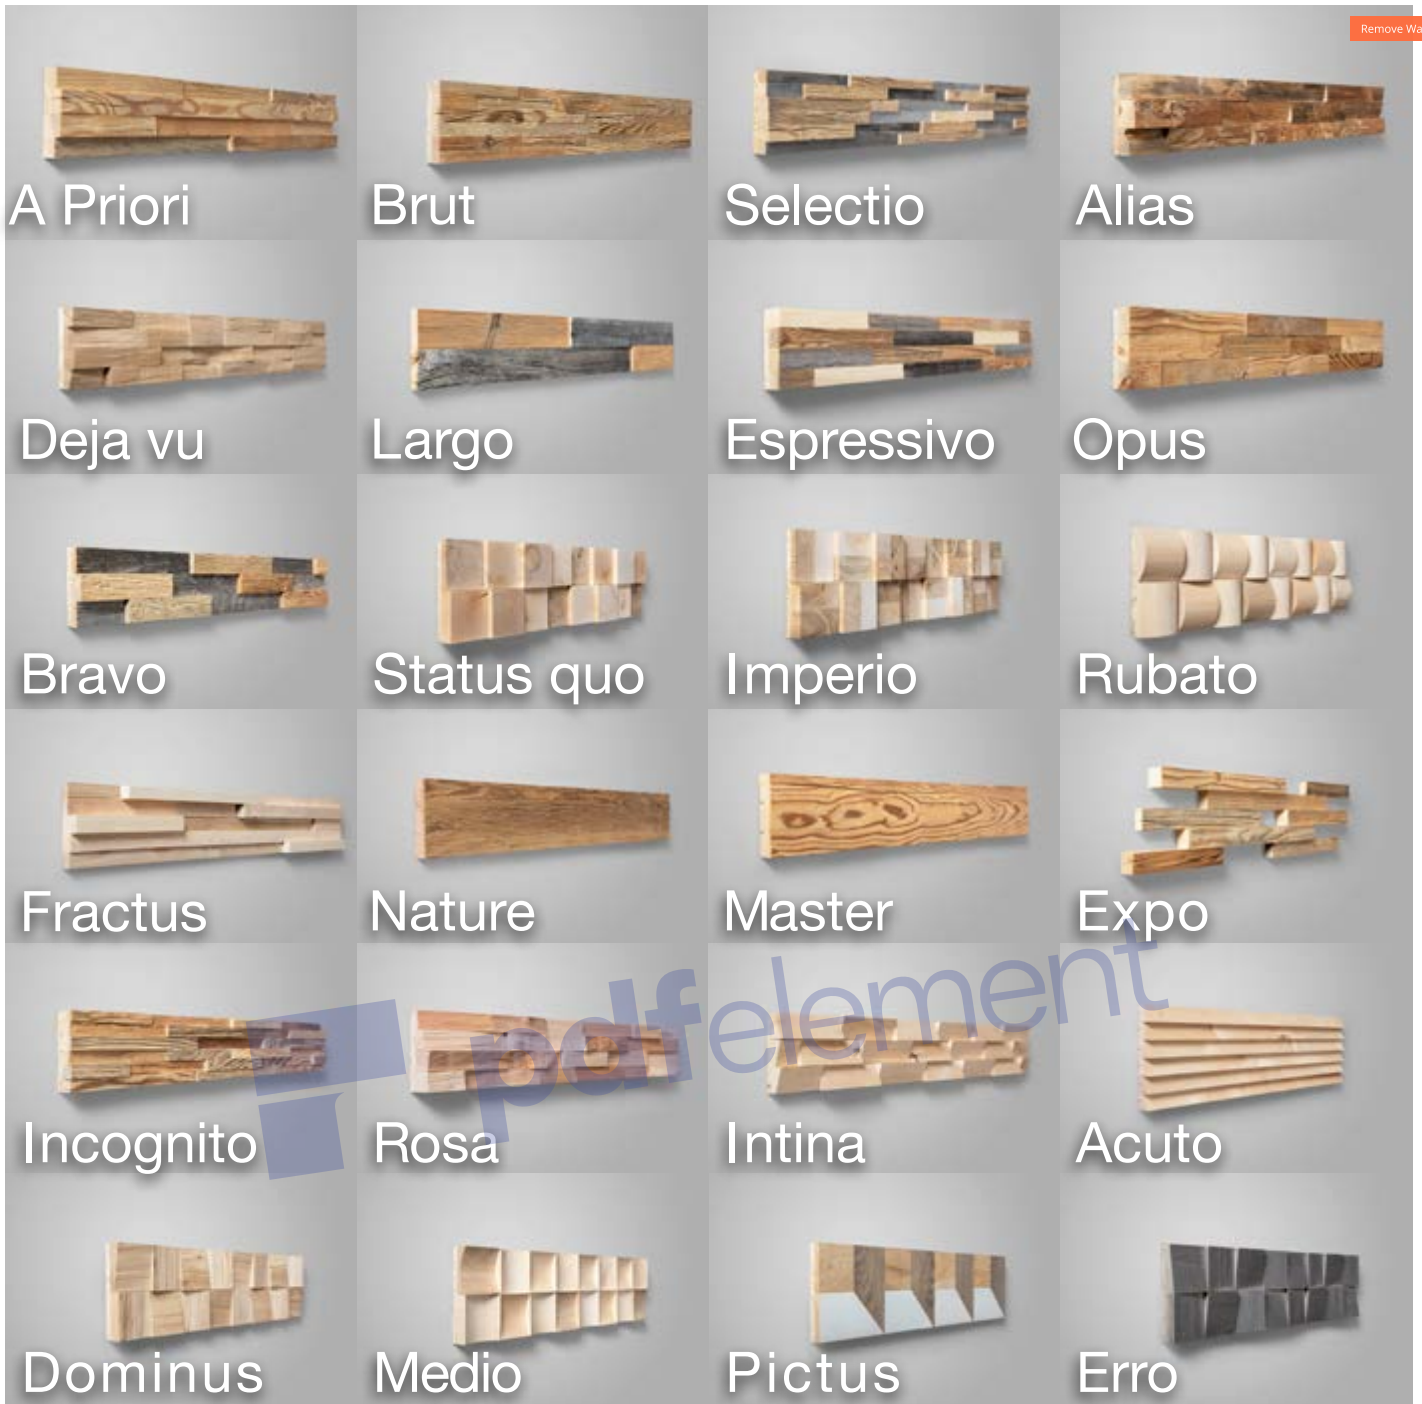 Remove Wa
A Priori
Brut
Selectio
Alias
Deja vu
Largo
Espressivo
Opus
Bravo
Status quo
Imperio
Rubato
Fractus
Nature
Master
Expo
pdfelement
Incognito
Rosa
Intina
Acuto
Dominus
Medio
Pictus
Erro